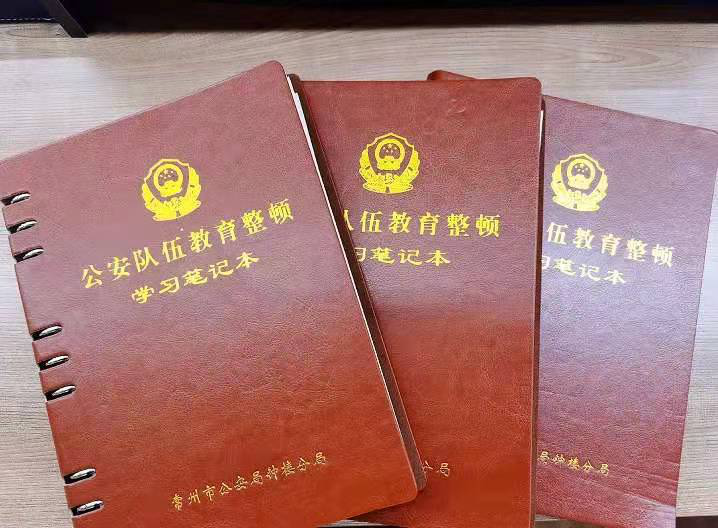 公安队伍教育整顿
学习笔记本
常州市公安局钟楼分局
队伍教育整顿
习笔记本
分局
伍教育整顿
习笔记本
局钟楼分局